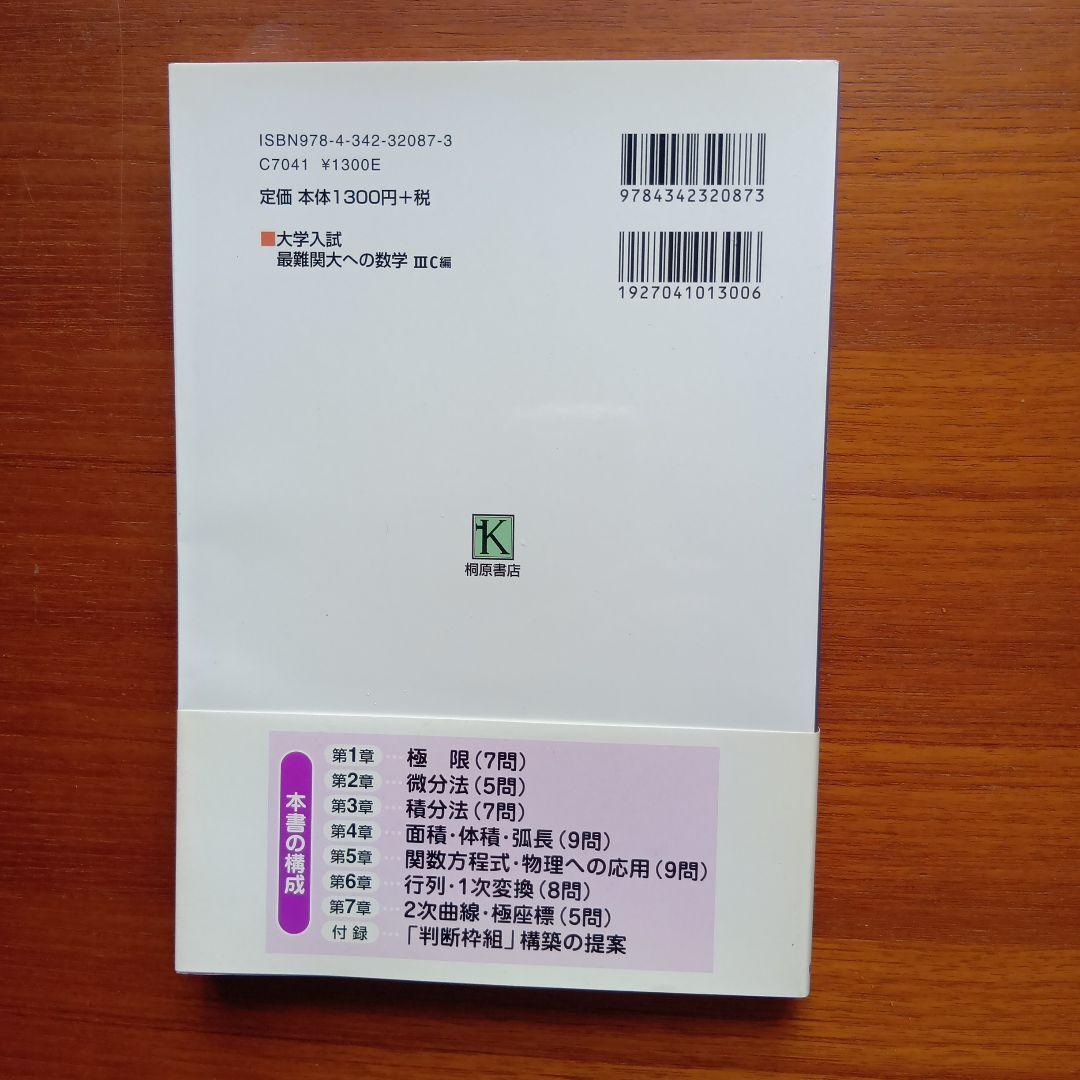 ISBN978-4-342-32087-3
C7041 ¥1300E
定価 本体1300円+税
■大学入試
最難関大への数学 ⅢC編
9784342320873
1927041013006
K
桐原書店
本書の構成
第1章 … 極 限(7問)
第2章 … 微分法(5問)
第3章 … 積分法(7問)
第4章 … 面積・体積・弧長(9問)
第5章 … 関数方程式・物理への応用(9問)
第6章 … 行列・1次変換(8問)
第7章 … 2次曲線・極座標(5問)
付録 … 「判断枠組」構築の提案